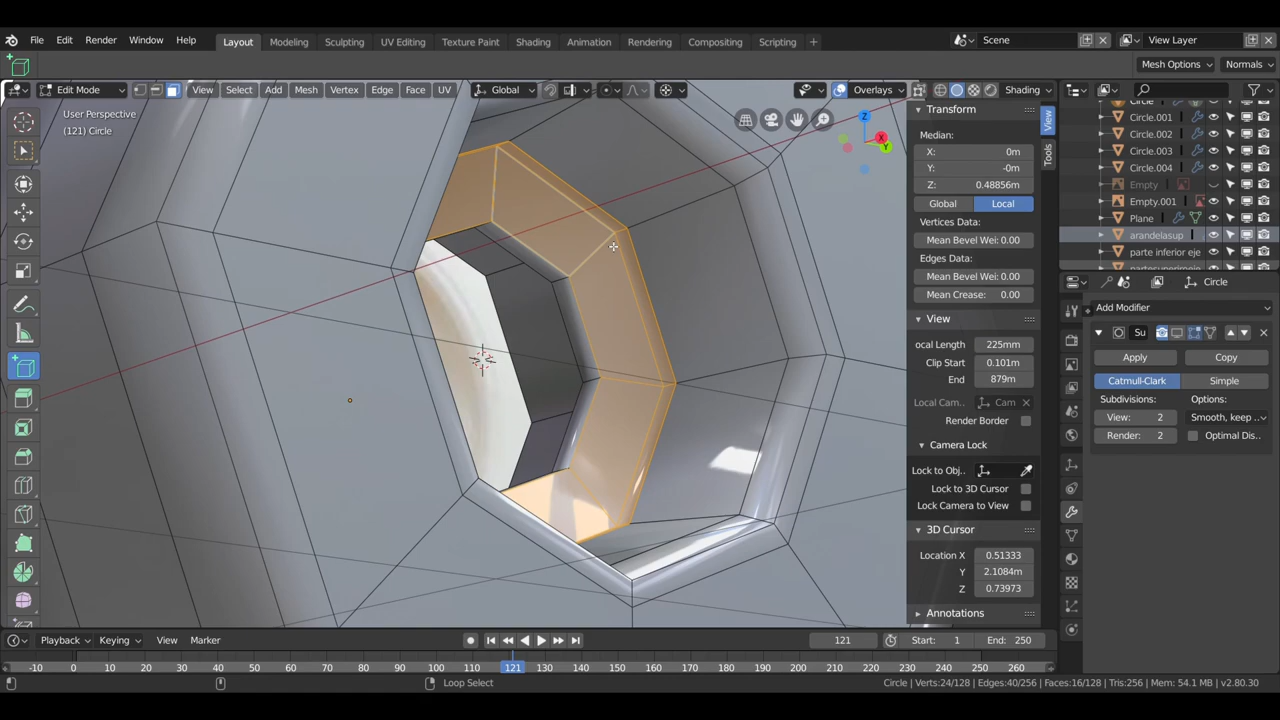 File Edit Render Window Help Layout Modeling Sculpting UV Editing Texture Paint Shading Animation Rendering Compositing Scripting + Scene View Layer
Mesh Options Normals
Edit Mode View Select Add Mesh Vertex Edge Face UV Global Overlays Shading
User Perspective
(121) Circle
Z
X
Y
View
Tools
Transform
Median:
X: 0m
Y: -0m
Z: 0.48856m
Global Local
Vertices Data:
Mean Bevel Wei: 0.00
Edges Data:
Mean Bevel Wei: 0.00
Mean Crease: 0.00
View
ocal Length 225mm
Clip Start 0.101m
End 879m
Local Cam.. Cam
Render Border
Camera Lock
Lock to Obj..
Lock to 3D Cursor
Lock Camera to View
3D Cursor
Location X 0.51333
Y 2.1084m
Z 0.73973
Annotations
Circle
Circle.001
Circle.002
Circle.003
Circle.004
Empty
Empty.001
Plane
arandelasup
parte inferior eje
Circle
Add Modifier
Su
Apply Copy
Catmull-Clark Simple
Subdivisions: Options:
View: 2 Smooth, keep ..
Render: 2 Optimal Dis..
Playback Keying View Marker 121 Start: 1 End: 250
-10 0 10 20 30 40 50 60 70 80 90 100 110 121 130 140 150 160 170 180 190 200 210 220 230 240 250 260
Loop Select Circle | Verts:24/128 | Edges:40/256 | Faces:16/128 | Tris:256 | Mem: 54.1 MB | v2.80.30